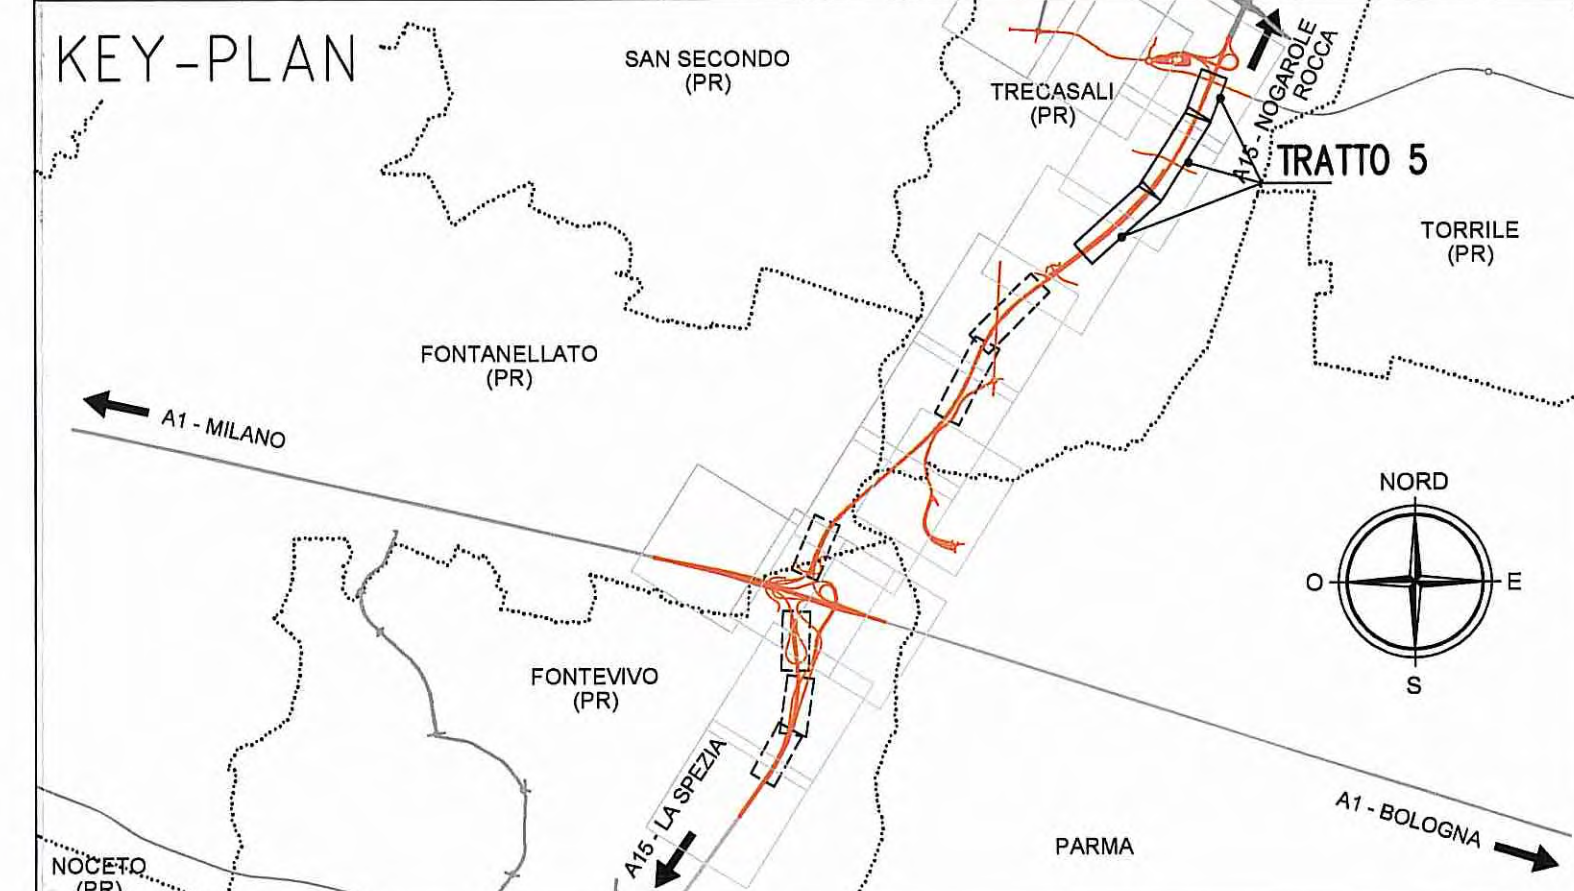 KEY-PLAN
SAN SECONDO
(PR)
TRECASALI
(PR)
A15 - NOGAROLE
ROCCA
TRATTO 5
TORRILE
(PR)
FONTANELLATO
(PR)
A1 - MILANO
NORD
O
E
S
FONTEVIVO
(PR)
A15 - LA SPEZIA
A1 - BOLOGNA
PARMA
NOCETO
(PR)